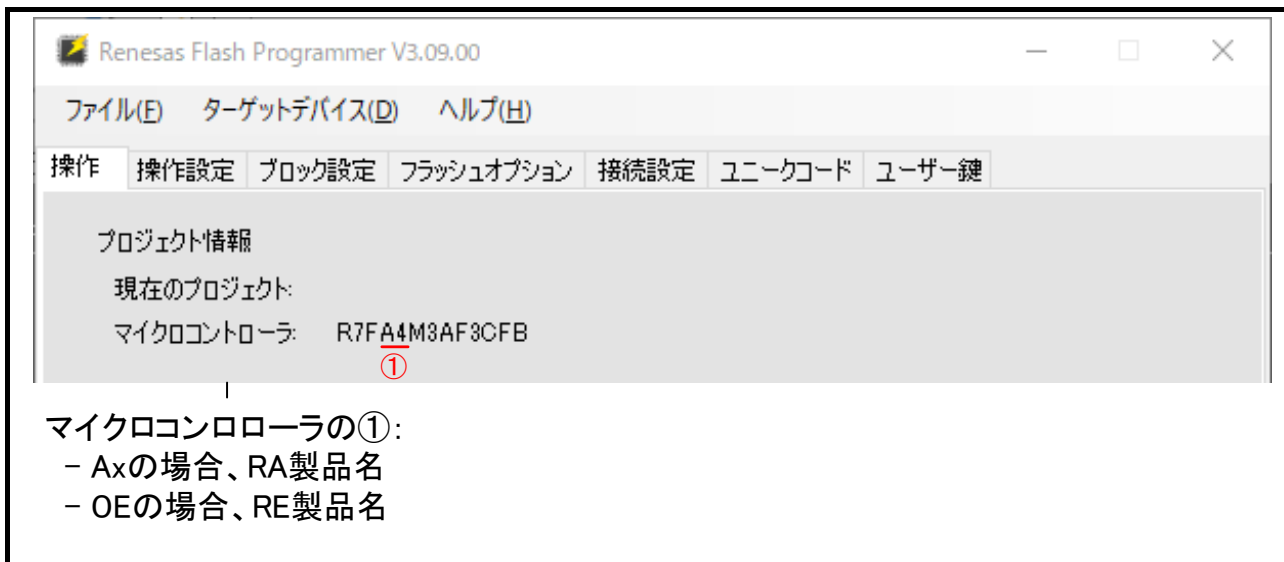 Renesas Flash Programmer V3.09.00
ファイル(F) ターゲットデバイス(D) ヘルプ(H)
操作 操作設定 ブロック設定 フラッシュオプション 接続設定 ユニークコード ユーザー鍵
プロジェクト情報
現在のプロジェクト:
マイクロコントローラ: R7FA4M3AF3CFB
①
マイクロコンロローラの①:
- Axの場合、RA製品名
- 0Eの場合、RE製品名